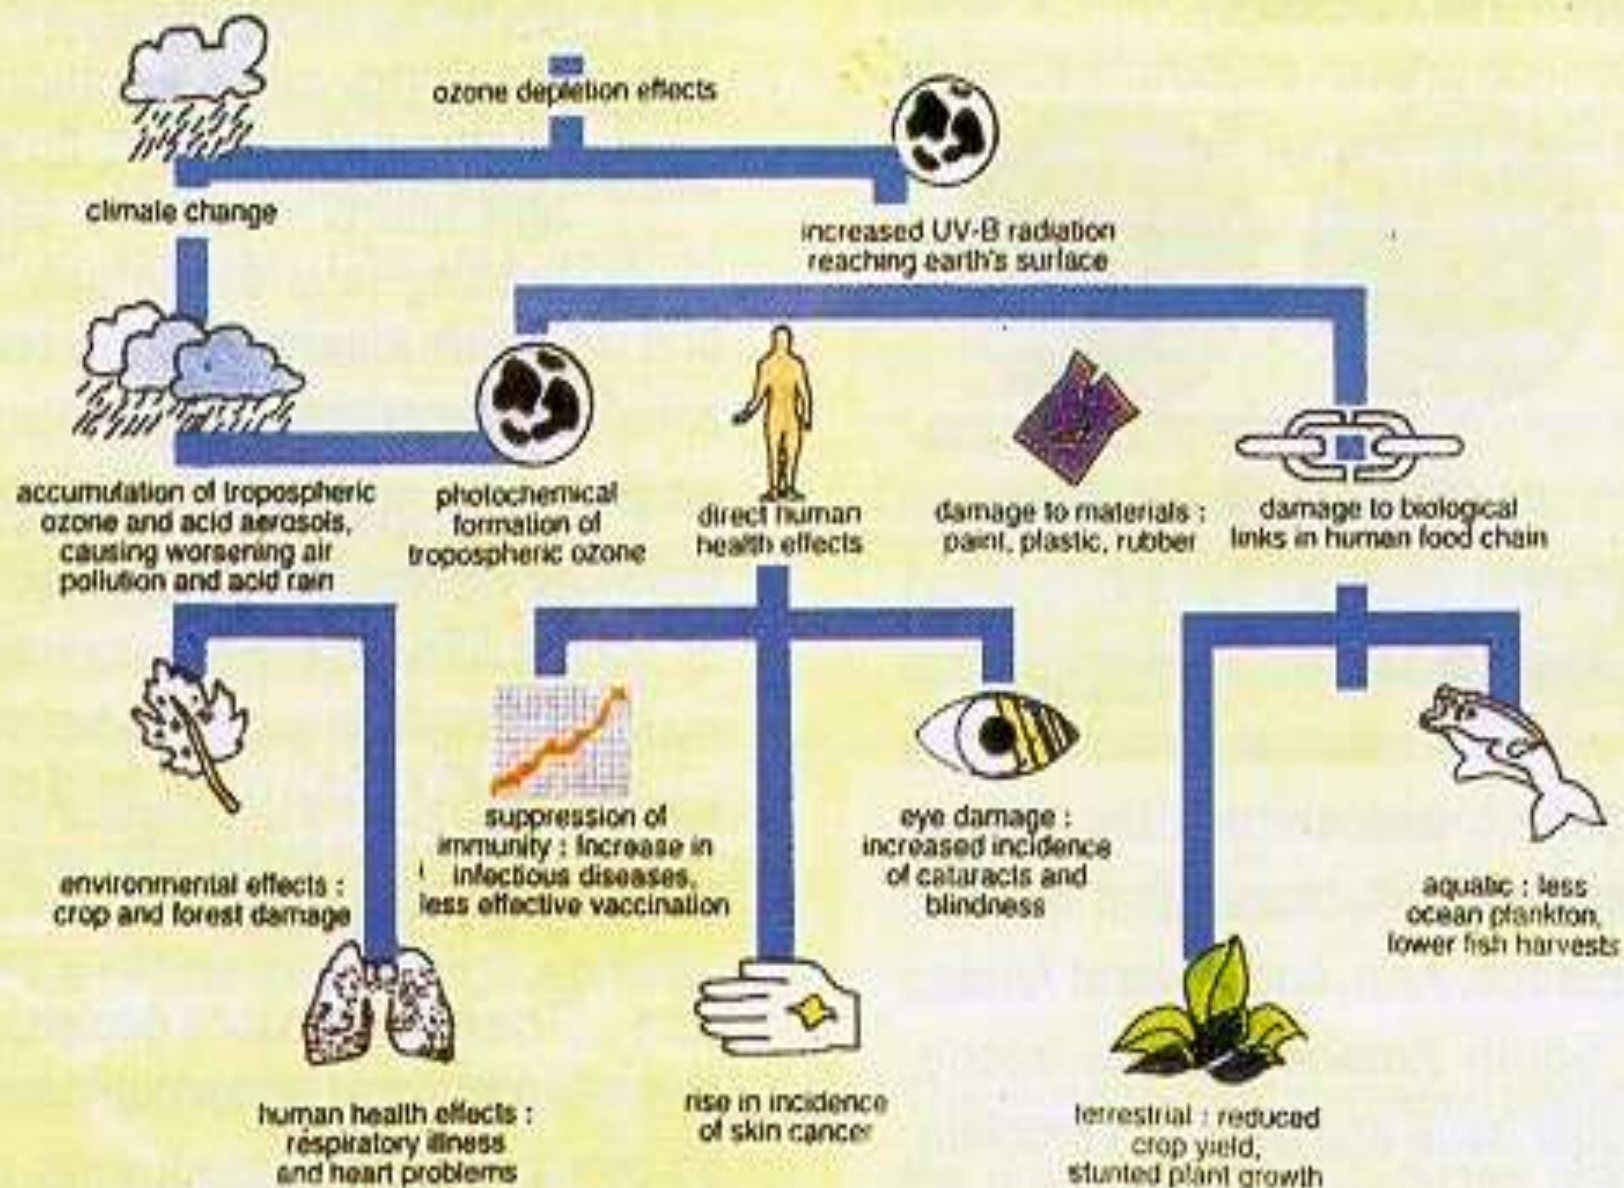 ozone depletion effects
climate change
increased UV-B radiation
reaching earth's surface
accumulation of tropospheric
ozone and acid aerosols,
causing worsening air
pollution and acid rain
photochemical
formation of
tropospheric ozone
direct human
health effects
damage to materials :
paint, plastic, rubber
damage to biological
links in human food chain
environmental effects :
crop and forest damage
suppression of
immunity : Increase in
infectious diseases,
less effective vaccination
eye damage :
increased incidence
of cataracts and
blindness
aquatic : less
ocean plankton,
lower fish harvests
human health effects :
respiratory illness
and heart problems
rise in incidence
of skin cancer
terrestrial : reduced
crop yield,
stunted plant growth